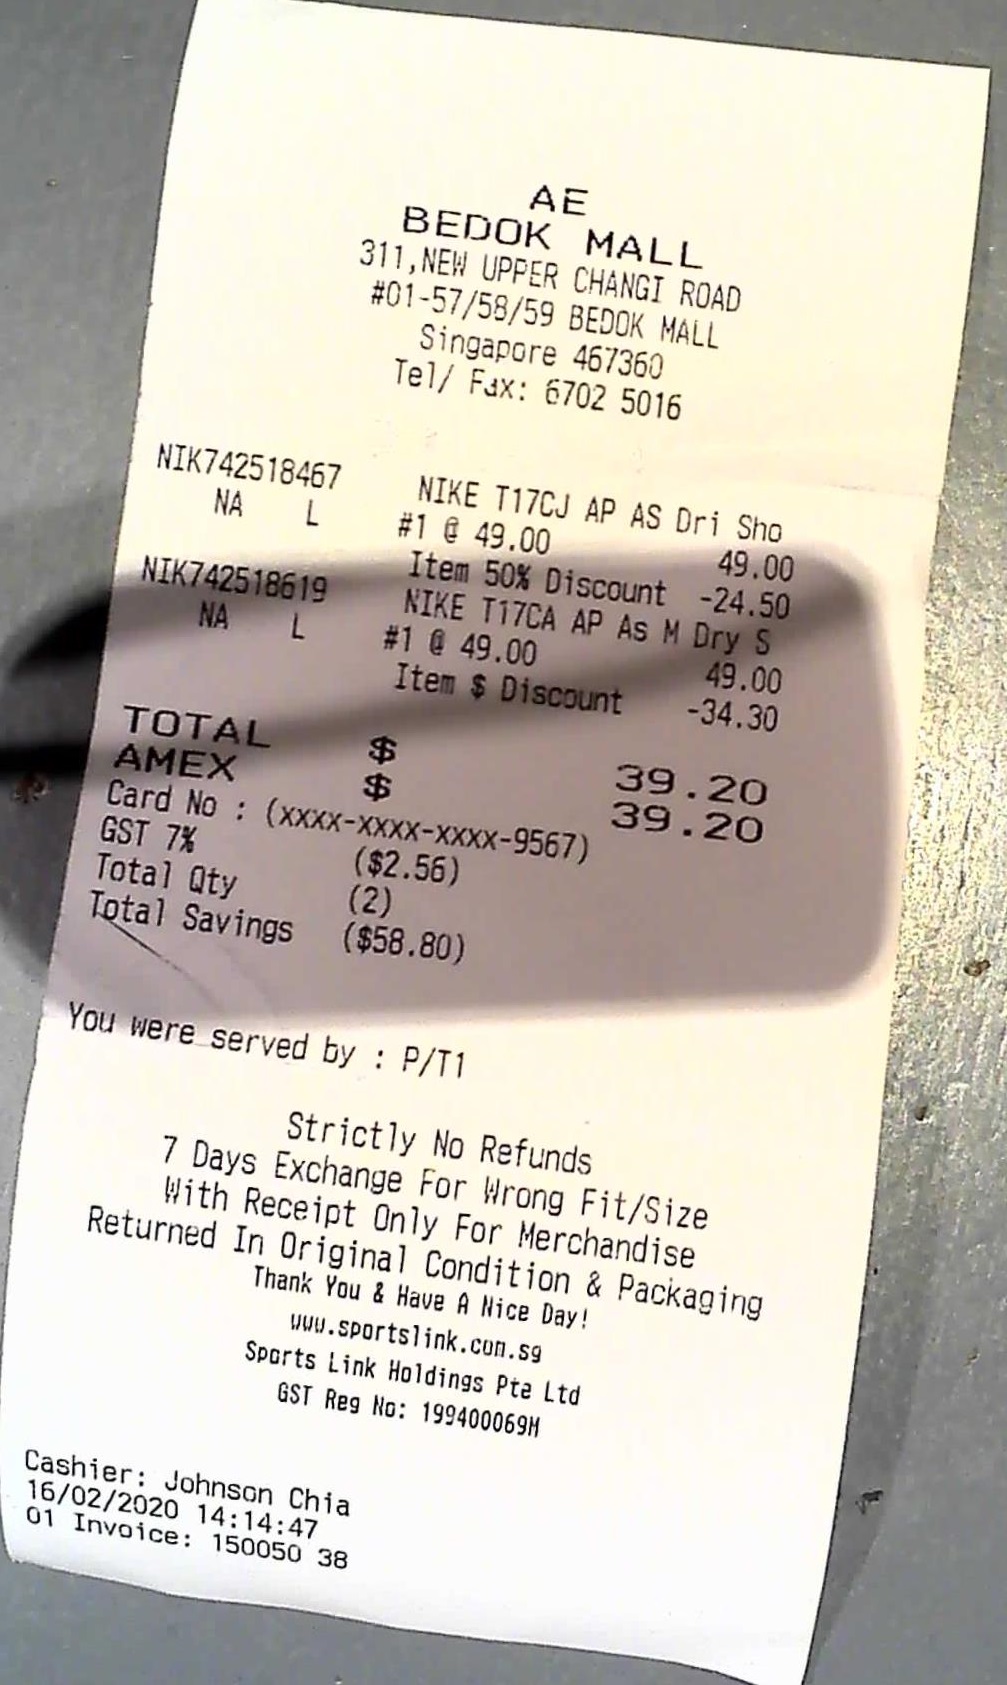 AE
BEDOK MALL
311,NEW UPPER CHANGI ROAD
#01-57/58/59 BEDOK MALL
Singapore 467360
Tel/ Fax: 6702 5016
NIK742518467 NIKE T17CJ AP AS Dri Sho
NA L #1 @ 49.00 49.00
Item 50% Discount -24.50
NIK742518619 NIKE T17CA AP As M Dry S
NA L #1 @ 49.00 49.00
Item $ Discount -34.30
TOTAL $ 39.20
AMEX $ 39.20
Card No : (xxxx-xxxx-xxxx-9567)
GST 7% ($2.56)
Total Qty (2)
Total Savings ($58.80)
You were served by : P/T1
Strictly No Refunds
7 Days Exchange For Wrong Fit/Size
With Receipt Only For Merchandise
Returned In Original Condition & Packaging
Thank You & Have A Nice Day!
www.sportslink.com.sg
Sports Link Holdings Pte Ltd
GST Reg No: 199400069M
Cashier: Johnson Chia
16/02/2020 14:14:47
01 Invoice: 150050 38